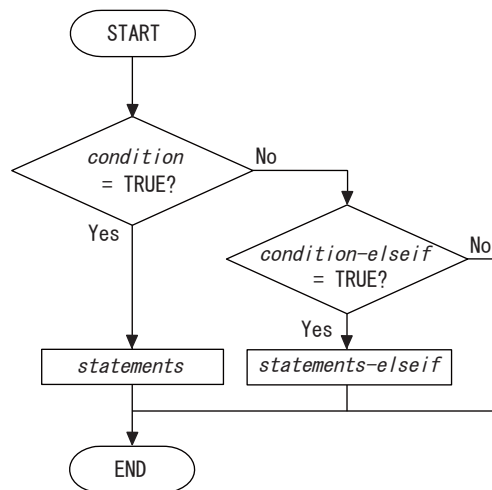 START
condition
= TRUE?
No
Yes
condition-elseif
= TRUE?
No
Yes
statements
statements-elseif
END